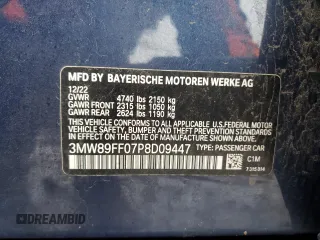 MFD BY BAYERISCHE MOTOREN WERKE AG
12/22
GVWR 4740 lbs 2150 kg
GAWR FRONT 2315 lbs 1050 kg
GAWR REAR 2624 lbs 1190 kg
THIS VEHICLE CONFORMS TO ALL APPLICABLE
U.S. FEDERAL MOTOR VEHICLE SAFETY, BUMPER, AND
THEFT PREVENTION STANDARDS IN EFFECT ON THE
DATE OF MANUFACTURE SHOWN ABOVE.
3MW89FF07P8D09447 TYPE: PASSENGER CAR
C1M
DREAMBID